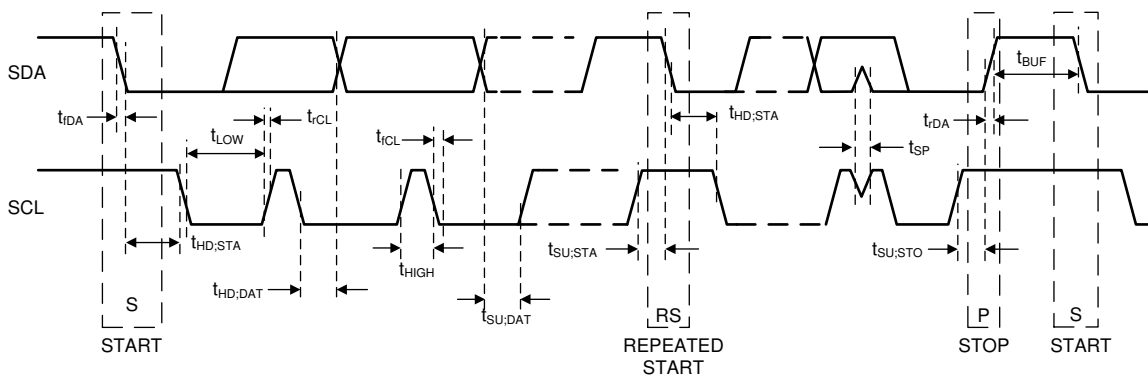 SDA
t_fDA
t_LOW
t_rCL
t_fCL
t_HD;STA
t_SP
t_rDA
t_BUF
SCL
t_HD;STA
t_HD;DAT
t_HIGH
t_SU;DAT
t_SU;STA
t_SU;STO
S
RS
P
S
START
REPEATED
START
STOP
START